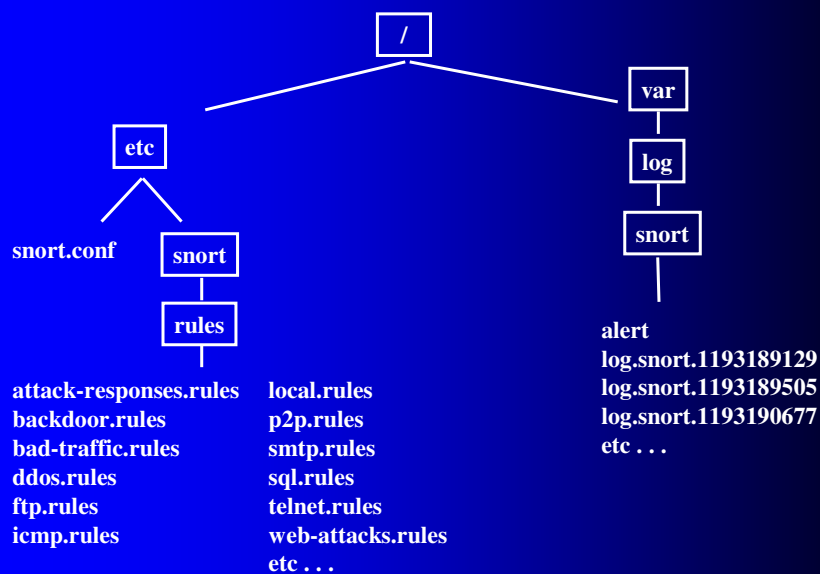 /
var
etc
log
snort
snort.conf
snort
rules
alert
log.snort.1193189129
log.snort.1193189505
log.snort.1193190677
etc . . .
attack-responses.rules
backdoor.rules
bad-traffic.rules
ddos.rules
ftp.rules
icmp.rules
local.rules
p2p.rules
smtp.rules
sql.rules
telnet.rules
web-attacks.rules
etc . . .